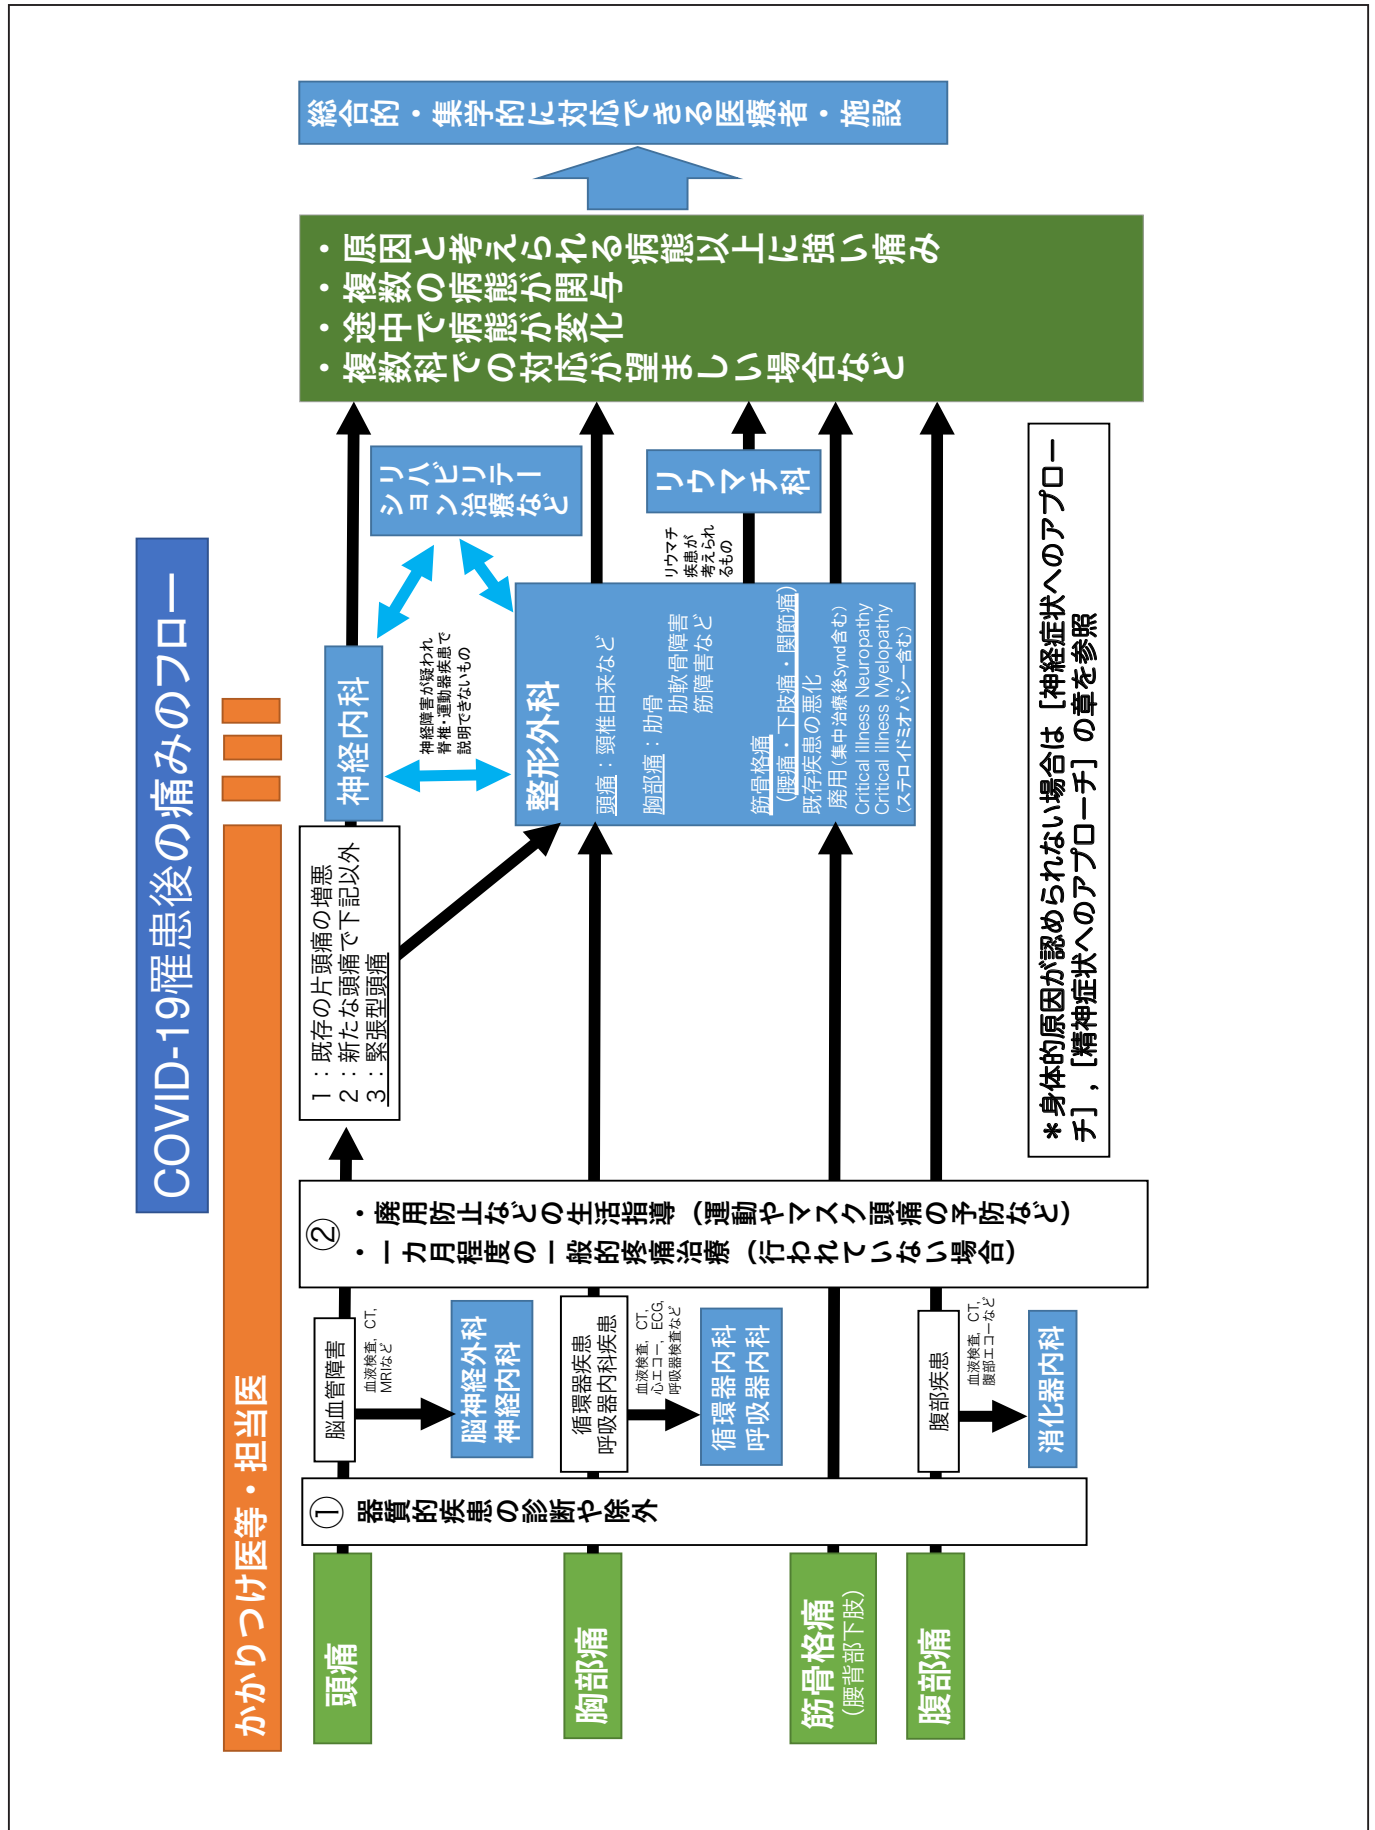 COVID-19罹患後の痛みのフロー
かかりつけ医等・担当医
頭痛
胸部痛
筋骨格痛
(腰背部下肢)
腹部痛
① 器質的疾患の診断や除外
脳血管障害
血液検査, CT,
MRIなど
脳神経外科
神経内科
循環器疾患
呼吸器内科疾患
血液検査, CT,
心エコー, ECG,
呼吸器検査など
循環器内科
呼吸器内科
腹部疾患
血液検査, CT,
腹部エコーなど
消化器内科
②
・廃用防止などの生活指導（運動やマスク頭痛の予防など）
・一カ月程度の一般的疼痛治療（行われていない場合）
1：既存の片頭痛の増悪
2：新たな頭痛で下記以外
3：緊張型頭痛
神経内科
神経障害が疑われ
脊椎・運動器疾患で
説明できないもの
リハビリテー
ション治療など
整形外科
頭痛：頸椎由来など
胸部痛：肋骨
肋軟骨障害
筋障害など
筋骨格痛
(腰痛・下肢痛・関節痛)
既存疾患の悪化
廃用(集中治療後Synd含む)
Critical illness Neuropathy
Critical illness Myelopathy
(ステロイドミオパシー含む)
リウマチ
疾患が
考えられ
るもの
リウマチ科
・原因と考えられる病態以上に強い痛み
・複数の病態が関与
・途中で病態が変化
・複数科での対応が望ましい場合など
総合的・集学的に対応できる医療者・施設
＊身体的原因が認められない場合は［神経症状へのアプロー
チ］，［精神症状へのアプローチ］の章を参照